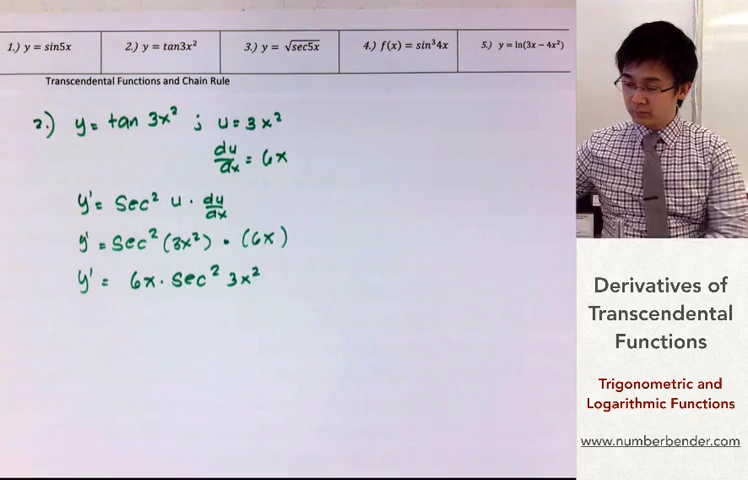 1.) y = sin5x
2.) y = tan3x²
3.) y = √sec5x
4.) f(x) = sin³4x
5.) y = ln(3x − 4x²)
Transcendental Functions and Chain Rule
2.) y = tan 3x² ; u = 3x²
du/dx = 6x
y' = sec² u · du/dx
y' = sec² (3x²) · (6x)
y' = 6x · sec² 3x²
Derivatives of
Transcendental
Functions
Trigonometric and
Logarithmic Functions
www.numberbender.com